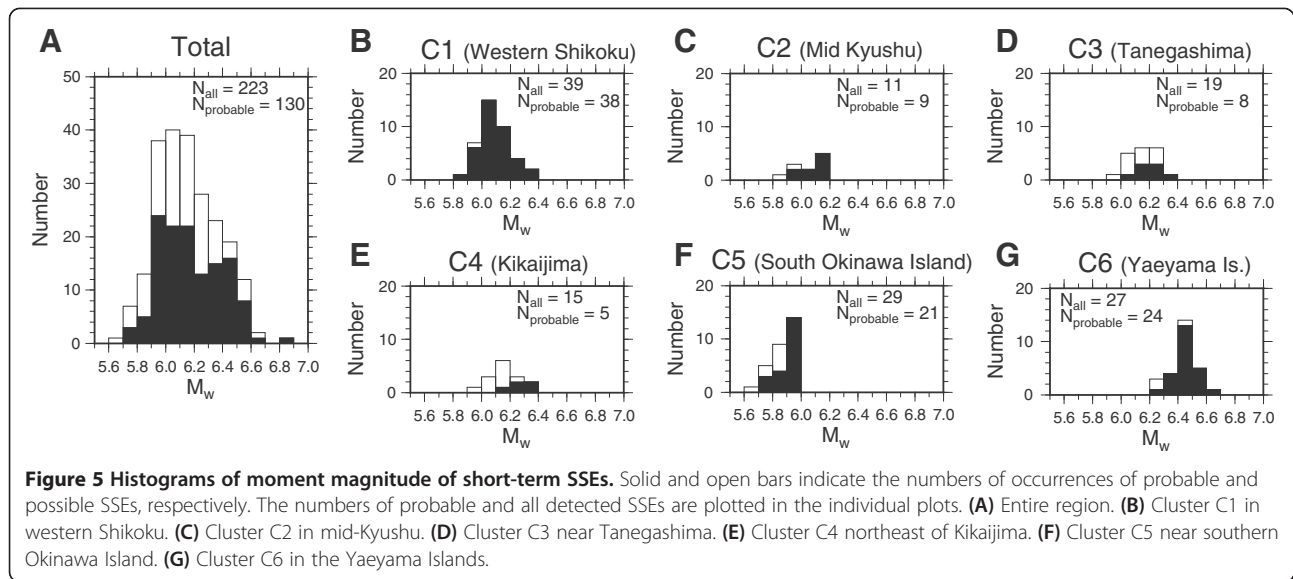 A
Total
50
40
30
20
10
0
Number
N_all = 223
N_probable = 130
5.6 5.8 6.0 6.2 6.4 6.6 6.8 7.0
M_w
B
C1 (Western Shikoku)
20
10
0
Number
N_all = 39
N_probable = 38
5.6 5.8 6.0 6.2 6.4 6.6 6.8 7.0
M_w
C
C2 (Mid Kyushu)
20
10
0
Number
N_all = 11
N_probable = 9
5.6 5.8 6.0 6.2 6.4 6.6 6.8 7.0
M_w
D
C3 (Tanegashima)
20
10
0
Number
N_all = 19
N_probable = 8
5.6 5.8 6.0 6.2 6.4 6.6 6.8 7.0
M_w
E
C4 (Kikaijima)
20
10
0
Number
N_all = 15
N_probable = 5
5.6 5.8 6.0 6.2 6.4 6.6 6.8 7.0
M_w
F
C5 (South Okinawa Island)
20
10
0
Number
N_all = 29
N_probable = 21
5.6 5.8 6.0 6.2 6.4 6.6 6.8 7.0
M_w
G
C6 (Yaeyama Is.)
20
10
0
Number
N_all = 27
N_probable = 24
5.6 5.8 6.0 6.2 6.4 6.6 6.8 7.0
M_w
Figure 5 Histograms of moment magnitude of short-term SSEs. Solid and open bars indicate the numbers of occurrences of probable and
possible SSEs, respectively. The numbers of probable and all detected SSEs are plotted in the individual plots. (A) Entire region. (B) Cluster C1 in
western Shikoku. (C) Cluster C2 in mid-Kyushu. (D) Cluster C3 near Tanegashima. (E) Cluster C4 northeast of Kikaijima. (F) Cluster C5 near southern
Okinawa Island. (G) Cluster C6 in the Yaeyama Islands.